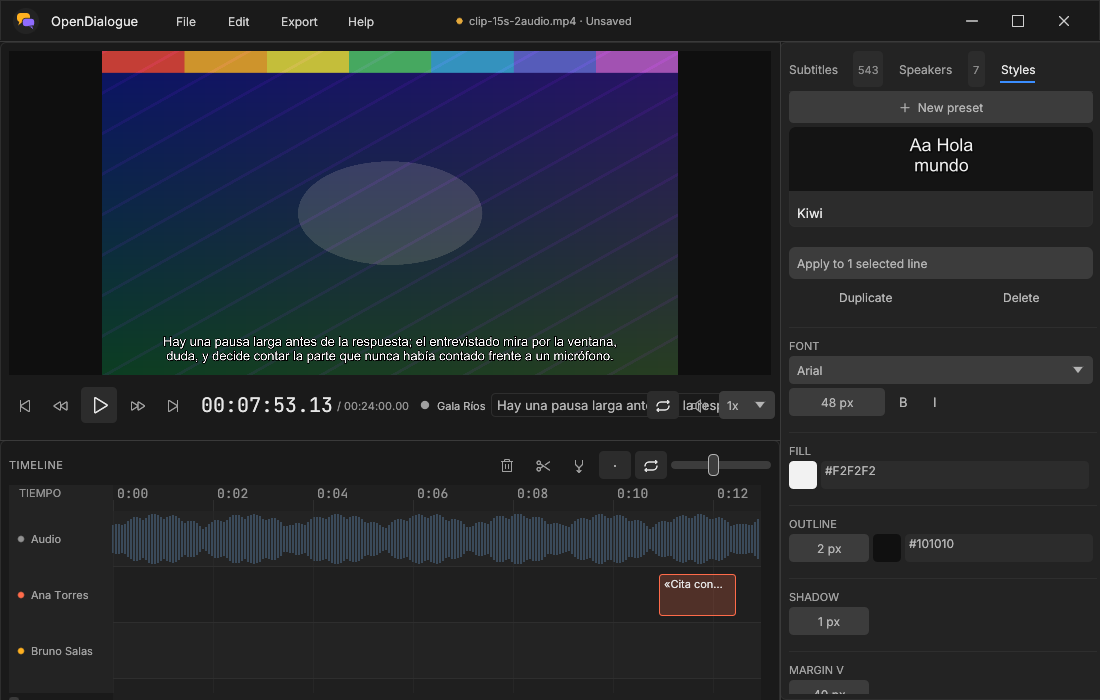 OpenDialogue File Edit Export Help clip-15s-2audio.mp4 · Unsaved
Subtitles 543 Speakers 7 Styles
+ New preset
Aa Hola
mundo
Kiwi
Apply to 1 selected line
Duplicate Delete
FONT
Arial
48 px B I
FILL
#F2F2F2
OUTLINE
2 px #101010
SHADOW
1 px
MARGIN V
40 px
Hay una pausa larga antes de la respuesta; el entrevistado mira por la ventana,
duda, y decide contar la parte que nunca había contado frente a un micrófono.
00:07:53.13 / 00:24:00.00 Gala Ríos Hay una pausa larga ant la resp 1x
TIMELINE
TIEMPO 0:00 0:02 0:04 0:06 0:08 0:10 0:12
Audio
Ana Torres «Cita con...
Bruno Salas